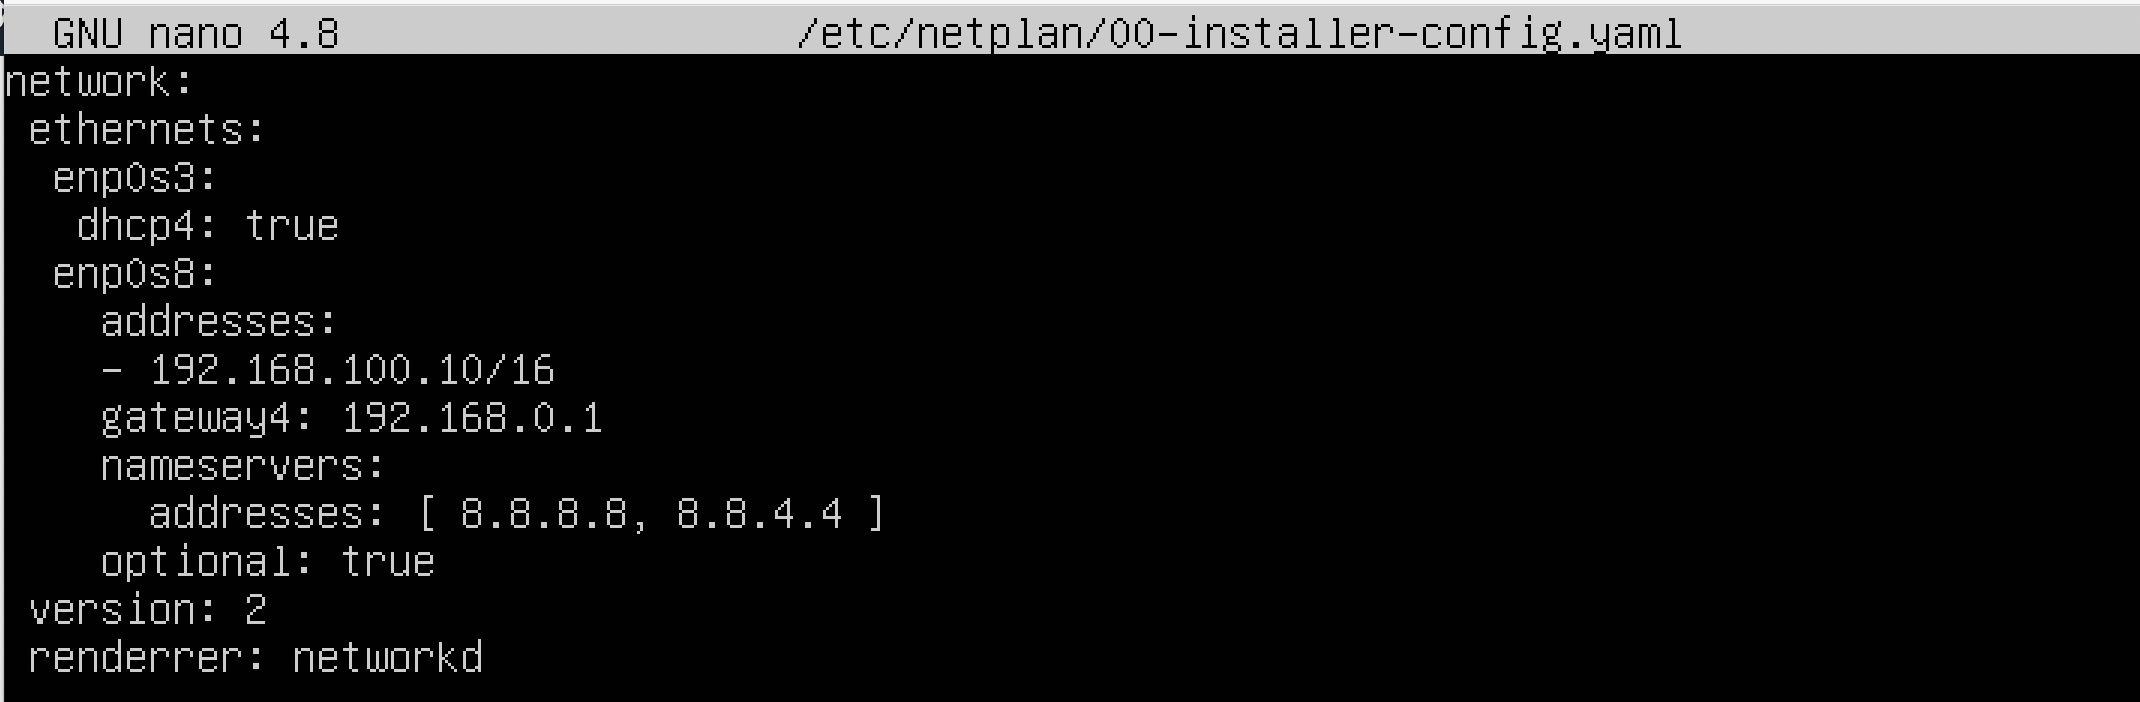 GNU nano 4.8 /etc/netplan/00-installer-config.yaml
network:
 ethernets:
  enp0s3:
   dhcp4: true
  enp0s8:
    addresses:
    - 192.168.100.10/16
    gateway4: 192.168.0.1
    nameservers:
      addresses: [ 8.8.8.8, 8.8.4.4 ]
    optional: true
 version: 2
 renderrer: networkd